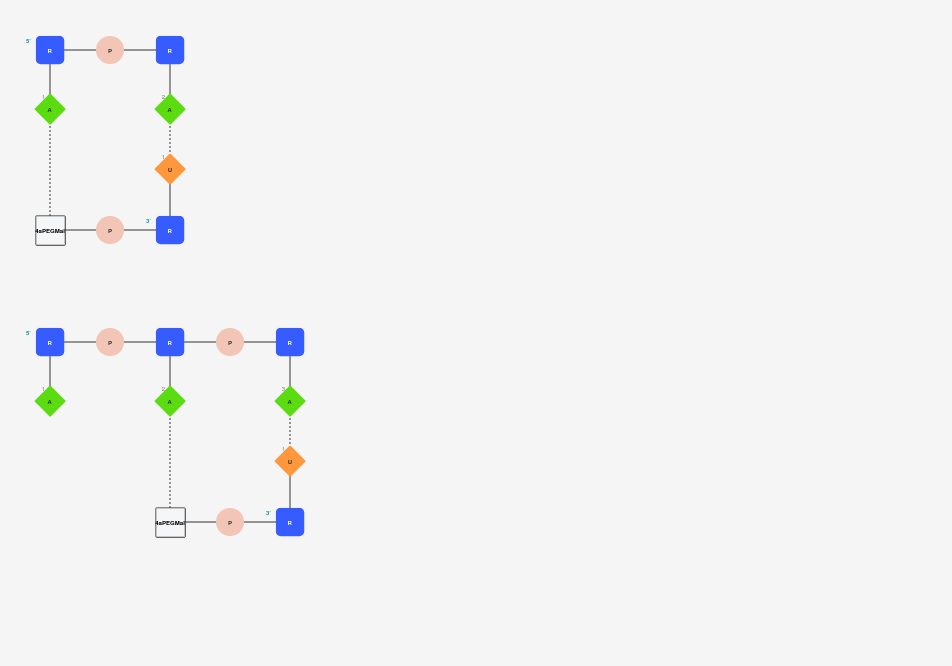 5' R P R
1 A 2 A
1 U
4aPEGMal P 3' R
5' R P R P R
1 A 2 A 3 A
1 U
4aPEGMal P 3' R